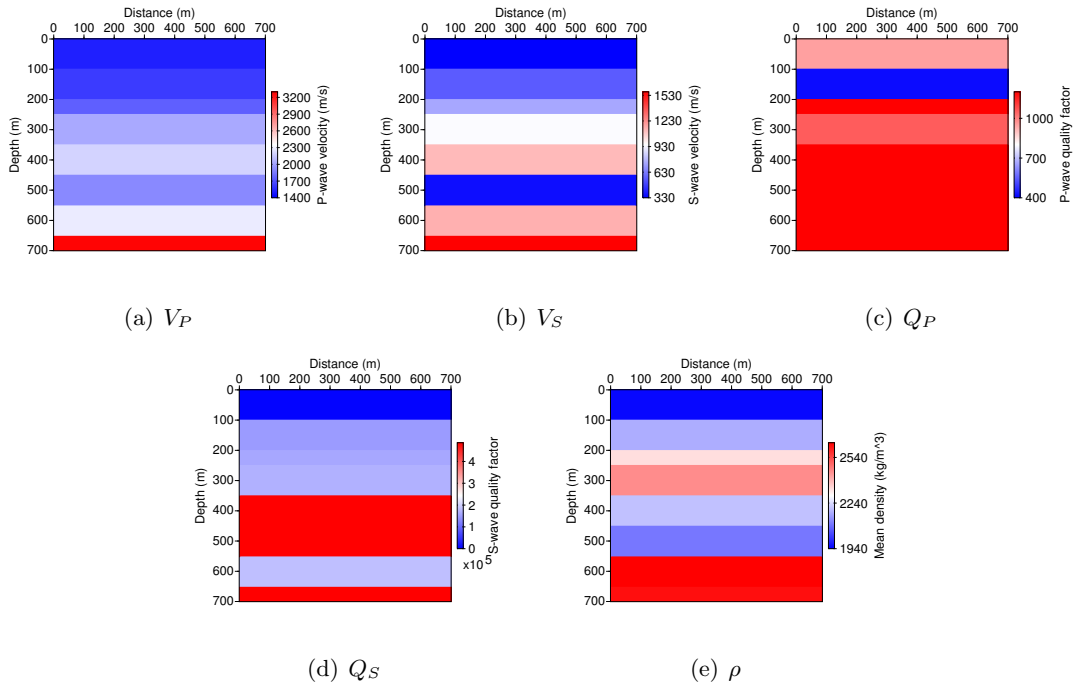 Distance (m)
0 100 200 300 400 500 600 700
0
100
200
300
400
500
600
700
Depth (m)
3200
2900
2600
2300
2000
1700
1400
P-wave velocity (m/s)
(a) V_P
Distance (m)
0 100 200 300 400 500 600 700
0
100
200
300
400
500
600
700
Depth (m)
1530
1230
930
630
330
S-wave velocity (m/s)
(b) V_S
Distance (m)
0 100 200 300 400 500 600 700
0
100
200
300
400
500
600
700
Depth (m)
1000
700
400
P-wave quality factor
(c) Q_P
Distance (m)
0 100 200 300 400 500 600 700
0
100
200
300
400
500
600
700
Depth (m)
4
3
2
1
0
x10^5
S-wave quality factor
(d) Q_S
Distance (m)
0 100 200 300 400 500 600 700
0
100
200
300
400
500
600
700
Depth (m)
2540
2240
1940
Mean density (kg/m^3)
(e) ρ